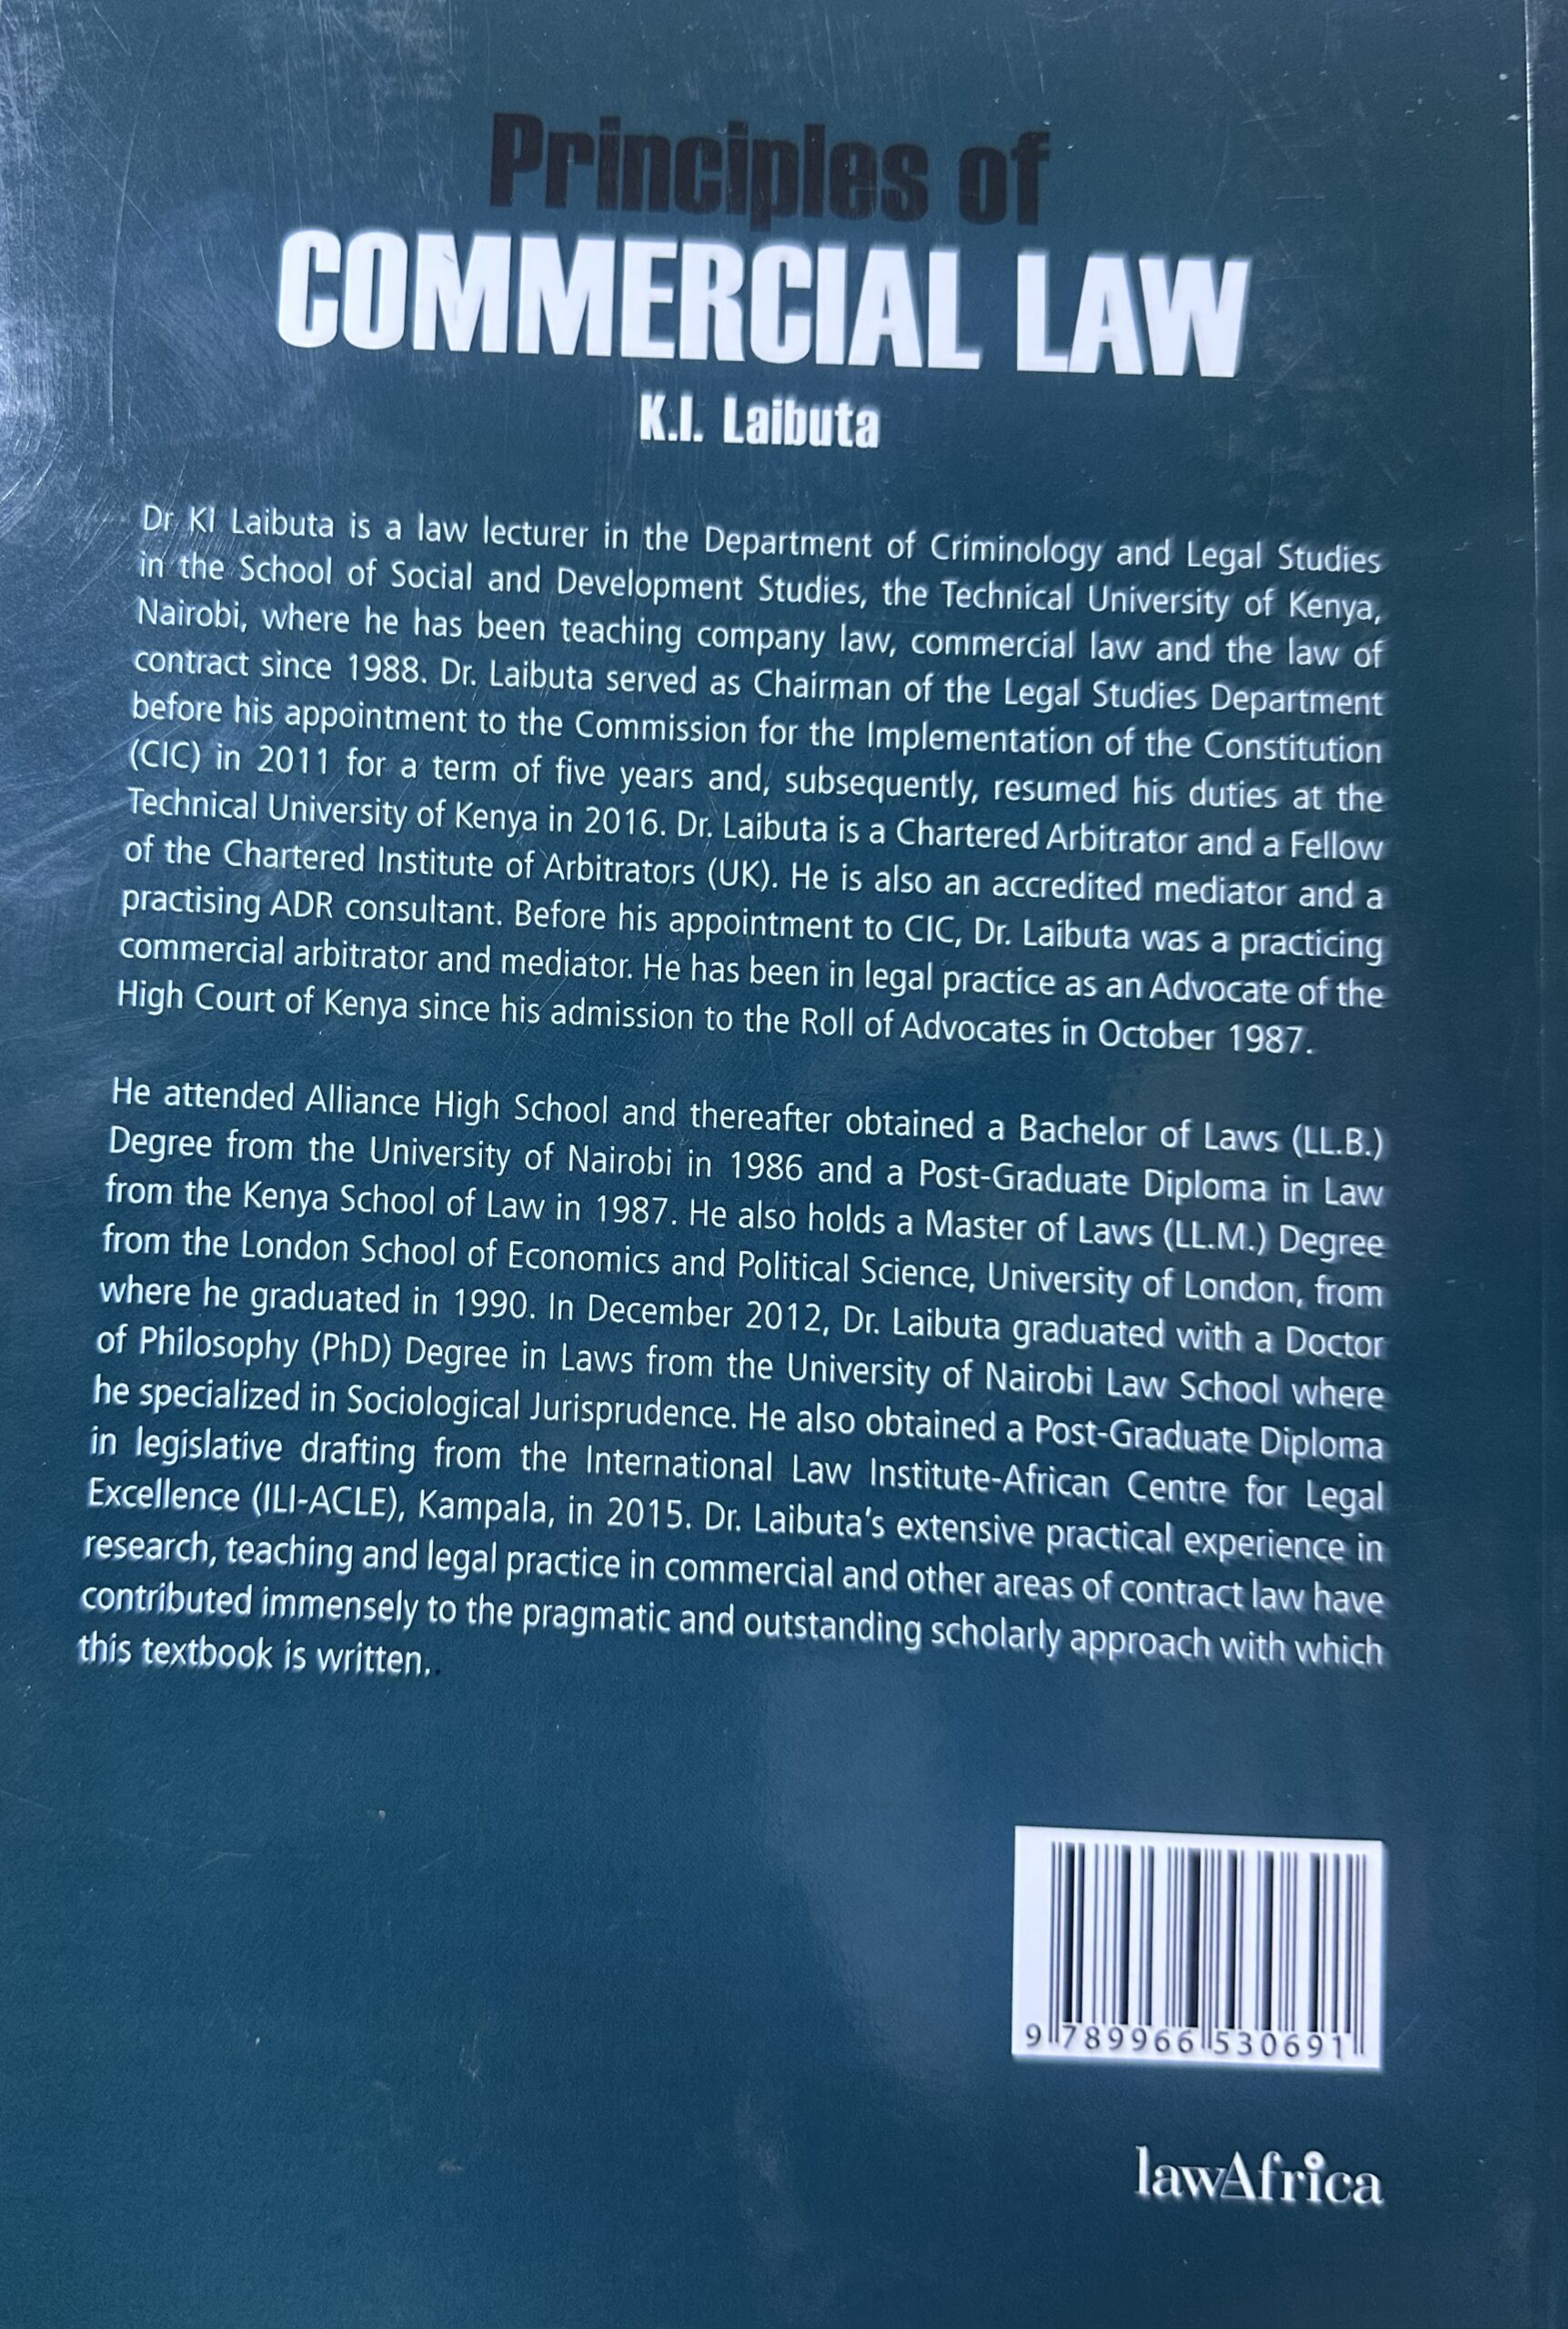 Principles of
COMMERCIAL LAW
K.I. Laibuta
Dr KI Laibuta is a law lecturer in the Department of Criminology and Legal Studies
in the School of Social and Development Studies, the Technical University of Kenya,
Nairobi, where he has been teaching company law, commercial law and the law of
contract since 1988. Dr. Laibuta served as Chairman of the Legal Studies Department
before his appointment to the Commission for the Implementation of the Constitution
(CIC) in 2011 for a term of five years and, subsequently, resumed his duties at the
Technical University of Kenya in 2016. Dr. Laibuta is a Chartered Arbitrator and a Fellow
of the Chartered Institute of Arbitrators (UK). He is also an accredited mediator and a
practising ADR consultant. Before his appointment to CIC, Dr. Laibuta was a practicing
commercial arbitrator and mediator. He has been in legal practice as an Advocate of the
High Court of Kenya since his admission to the Roll of Advocates in October 1987.
He attended Alliance High School and thereafter obtained a Bachelor of Laws (LL.B.)
Degree from the University of Nairobi in 1986 and a Post-Graduate Diploma in Law
from the Kenya School of Law in 1987. He also holds a Master of Laws (LL.M.) Degree
from the London School of Economics and Political Science, University of London, from
where he graduated in 1990. In December 2012, Dr. Laibuta graduated with a Doctor
of Philosophy (PhD) Degree in Laws from the University of Nairobi Law School where
he specialized in Sociological Jurisprudence. He also obtained a Post-Graduate Diploma
in legislative drafting from the International Law Institute-African Centre for Legal
Excellence (ILI-ACLE), Kampala, in 2015. Dr. Laibuta's extensive practical experience in
research, teaching and legal practice in commercial and other areas of contract law have
contributed immensely to the pragmatic and outstanding scholarly approach with which
this textbook is written..
9 789966 530691
lawAfrica